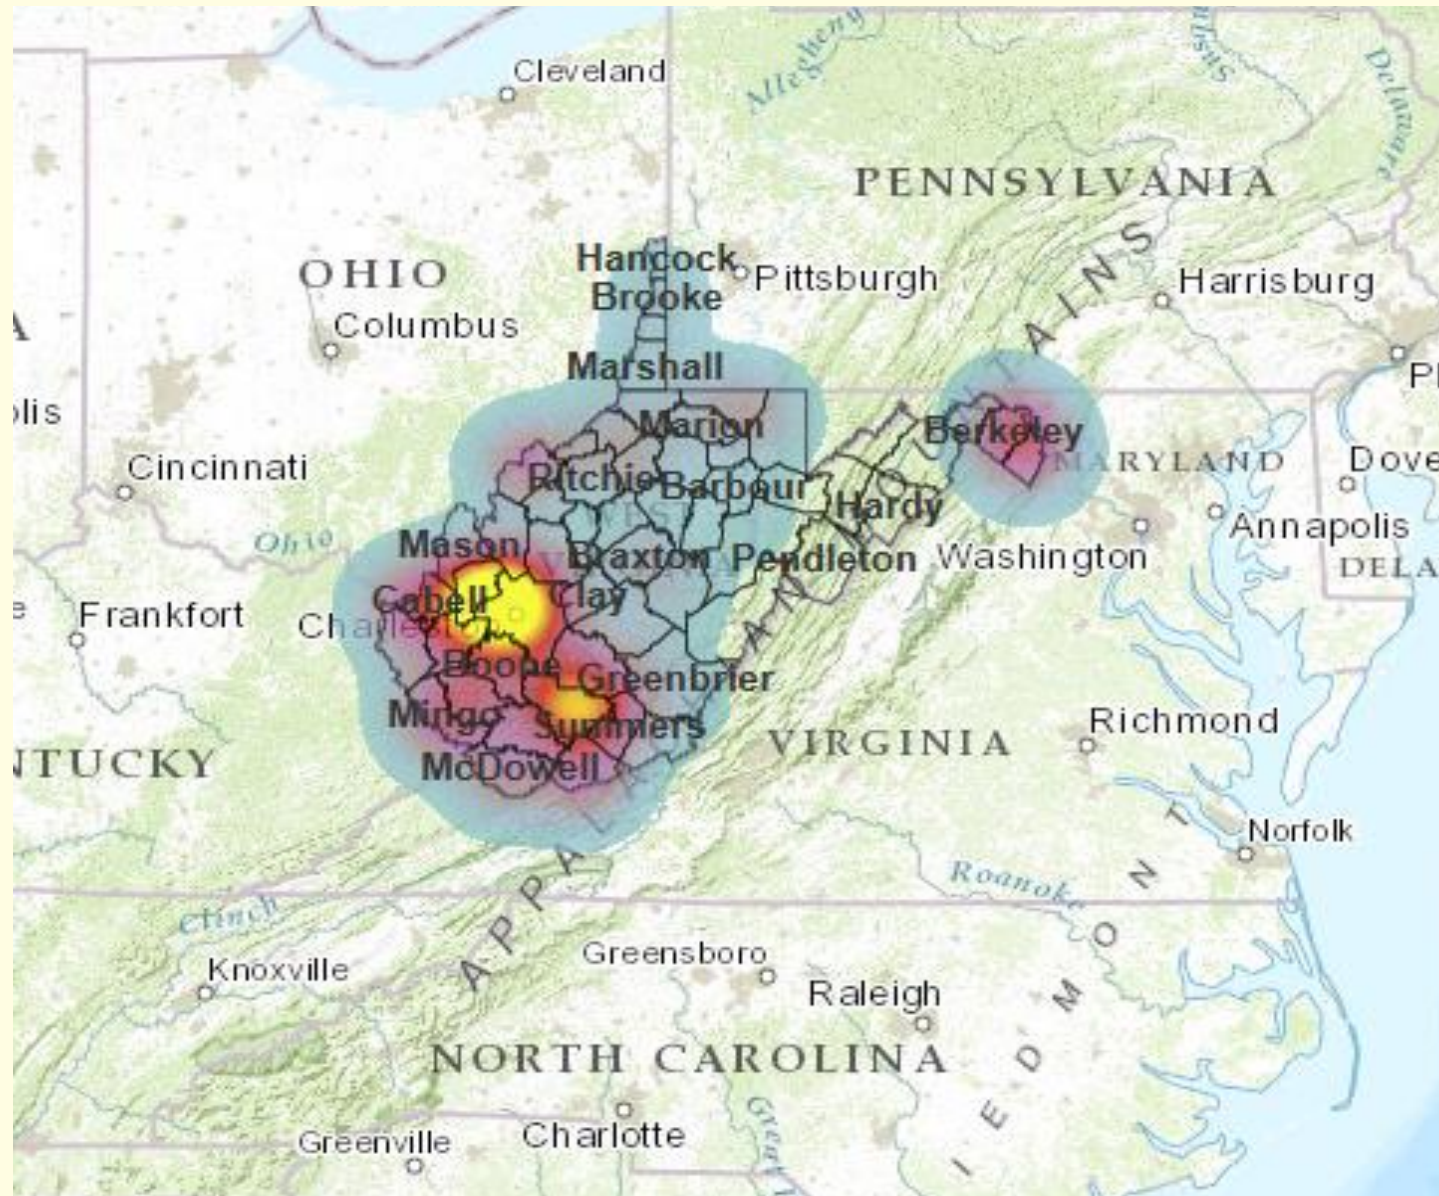 Cleveland
Allegheny
Delaware
PENNSYLVANIA
Hancock
OHIO
Pittsburgh
Harrisburg
Brooke
Columbus
Marshall
Marion
Berkeley
MARYLAND
Cincinnati
Ritchie
Barbour
Hardy
Annapolis
Ohio
Mason
Braxton
Pendleton
Washington
Cabell
Clay
Frankfort
Boone
Greenbrier
Mingo
Summers
Richmond
VIRGINIA
McDowell
Norfolk
Roanoke
Clinch
Greensboro
Knoxville
Raleigh
NORTH CAROLINA
Charlotte
Greenville